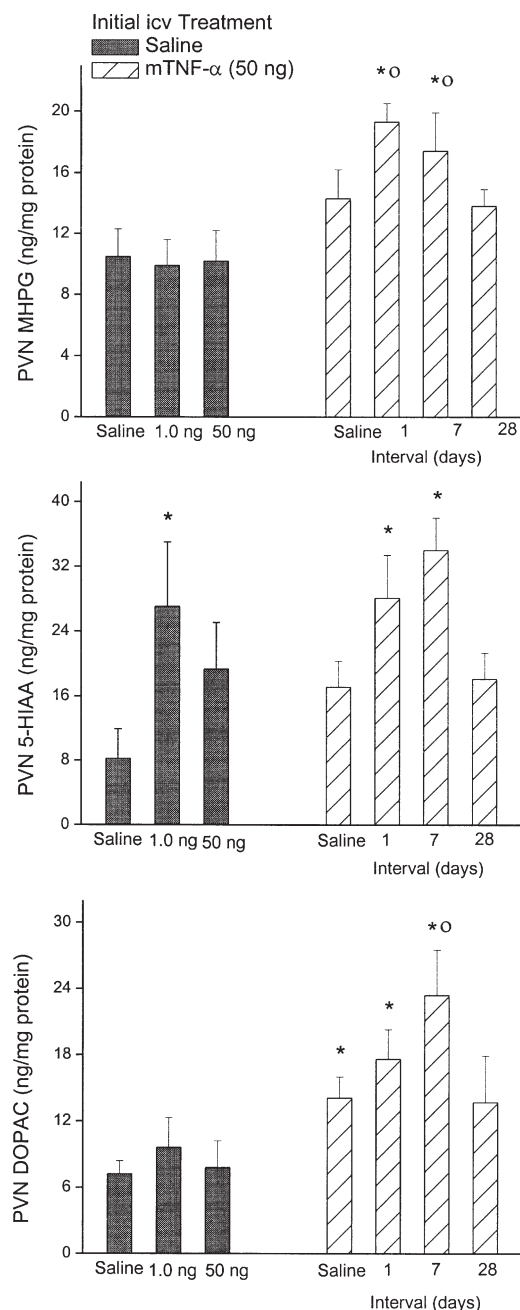 Initial icv Treatment
Saline
mTNF-α (50 ng)
PVN MHPG (ng/mg protein)
20
16
12
8
4
0
* o
* o
Saline 1.0 ng 50 ng
Saline 1 7 28
Interval (days)
PVN 5-HIAA (ng/mg protein)
40
32
24
16
8
0
*
*
*
Saline 1.0 ng 50 ng
Saline 1 7 28
Interval (days)
PVN DOPAC (ng/mg protein)
30
24
18
12
6
0
*
*
* o
Saline 1.0 ng 50 ng
Saline 1 7 28
Interval (days)